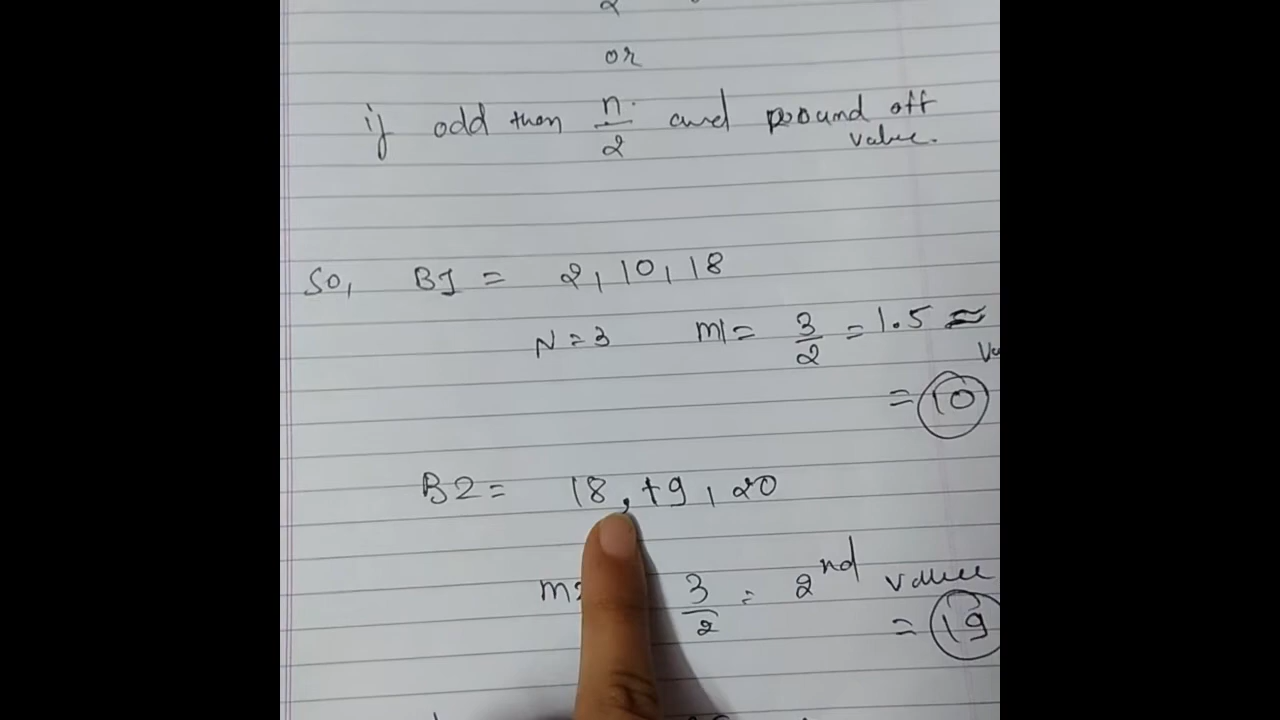 2
or
if odd then n/2 and round off
value.
So, B1 = 2, 10, 18
N = 3 m = 3/2 = 1.5 ≈
= 10
B2 = 18, 19, 20
3/2 = 2nd value
= 19